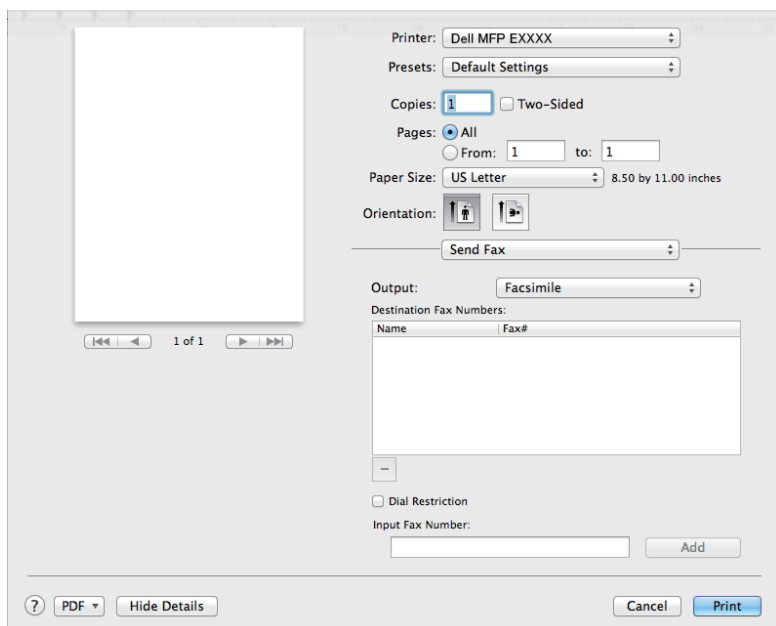 Printer: Dell MFP EXXXX
Presets: Default Settings
Copies: 1 Two-Sided
Pages: All
From: 1 to: 1
Paper Size: US Letter 8.50 by 11.00 inches
Orientation:
Send Fax
Output: Facsimile
Destination Fax Numbers:
Name Fax#
1 of 1
−
Dial Restriction
Input Fax Number:
Add
? PDF Hide Details Cancel Print